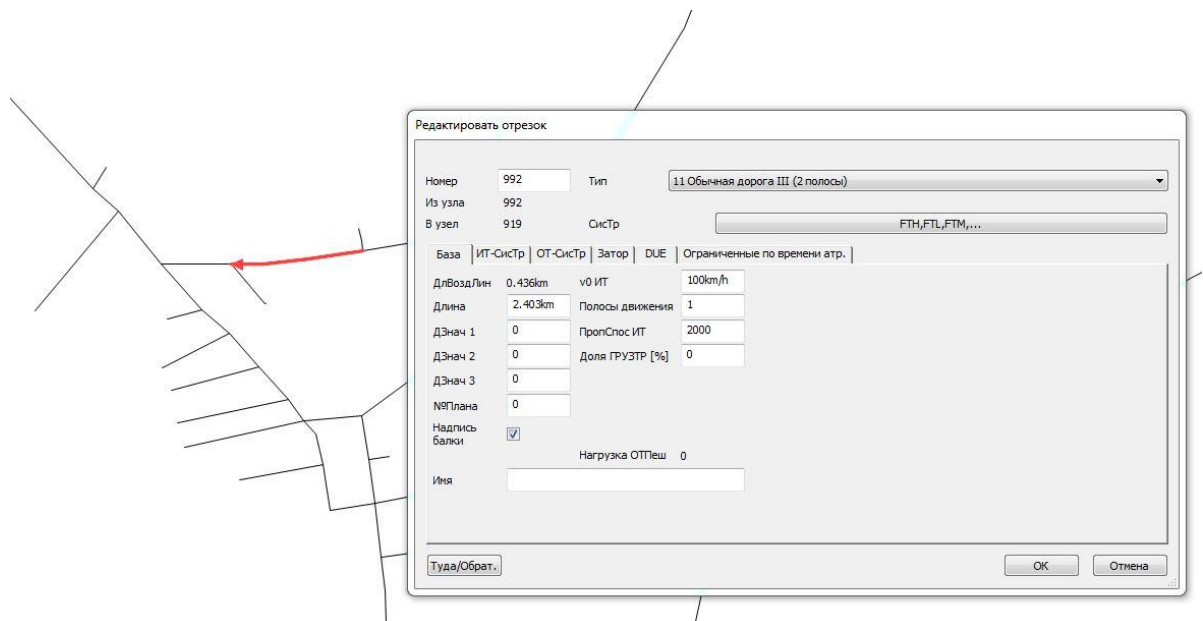 Редактировать отрезок
Номер 992 Тип 11 Обычная дорога III (2 полосы)
Из узла 992
В узел 919 СисТр FTH,FTL,FTM,...
База ИТ-СисТр ОТ-СисТр Затор DUE Ограниченные по времени атр.
ДлВоздЛин 0.436km v0 ИТ 100km/h
Длина 2.403km Полосы движения 1
ДЗнач 1 0 ПропСпос ИТ 2000
ДЗнач 2 0 Доля ГРУЗТР [%] 0
ДЗнач 3 0
№Плана 0
Надпись
балки
Нагрузка ОТПеш 0
Имя
Туда/Обрат. OK Отмена